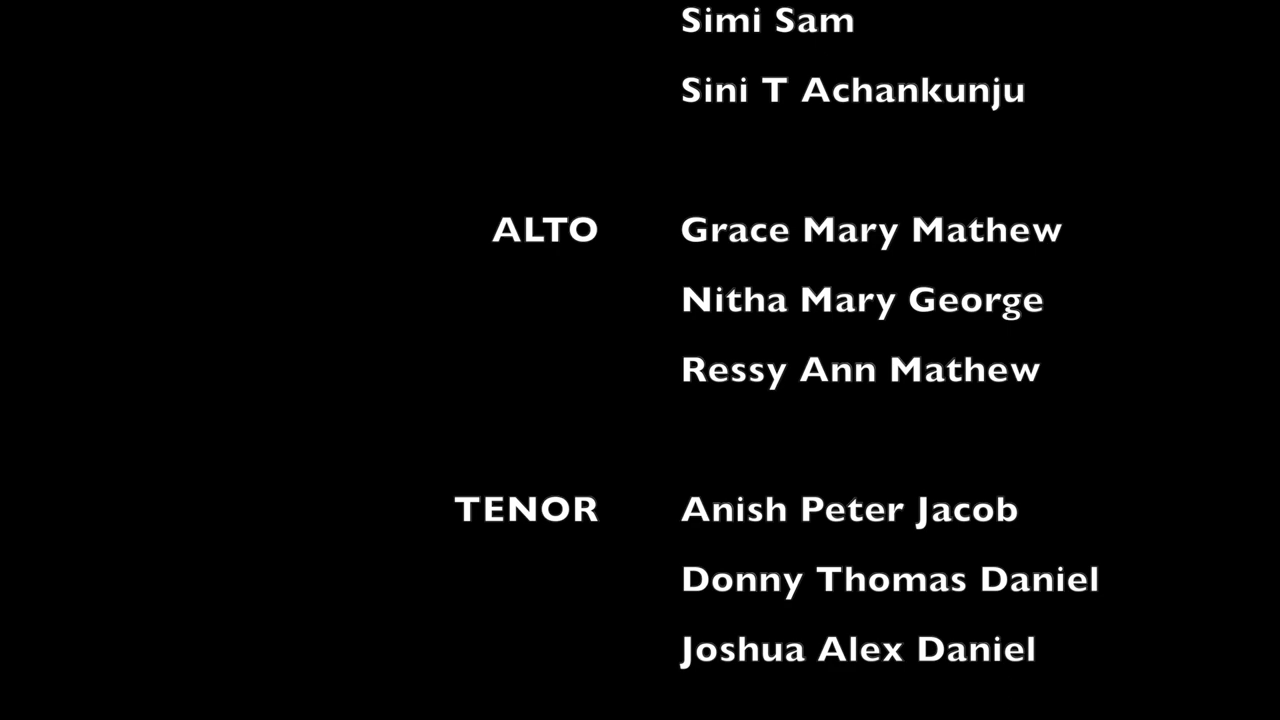 Simi Sam
Sini T Achankunju
ALTO Grace Mary Mathew
Nitha Mary George
Ressy Ann Mathew
TENOR Anish Peter Jacob
Donny Thomas Daniel
Joshua Alex Daniel